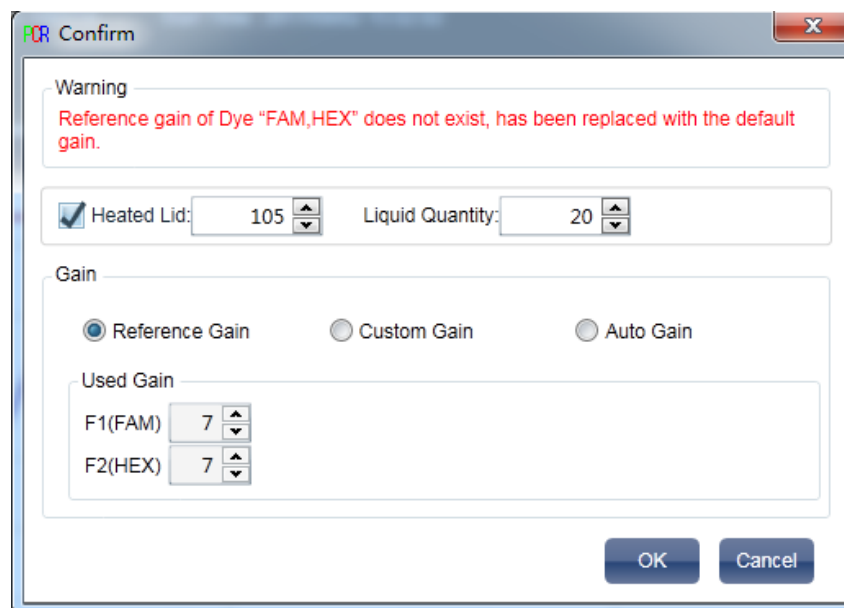 PCR Confirm
Warning
Reference gain of Dye “FAM,HEX” does not exist, has been replaced with the default
gain.
Heated Lid: 105 Liquid Quantity: 20
Gain
Reference Gain Custom Gain Auto Gain
Used Gain
F1(FAM) 7
F2(HEX) 7
OK Cancel